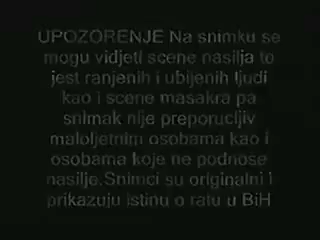 UPOZORENJE Na snimku se
mogu vidjeti scene nasilja to
jest ranjenih i ubijenih ljudi
kao i scene masakra pa
snimak nije preporucljiv
maloljetnim osobama kao i
osobama koje ne podnose
nasilje.Snimci su originalni i
prikazuju istinu o ratu u BiH